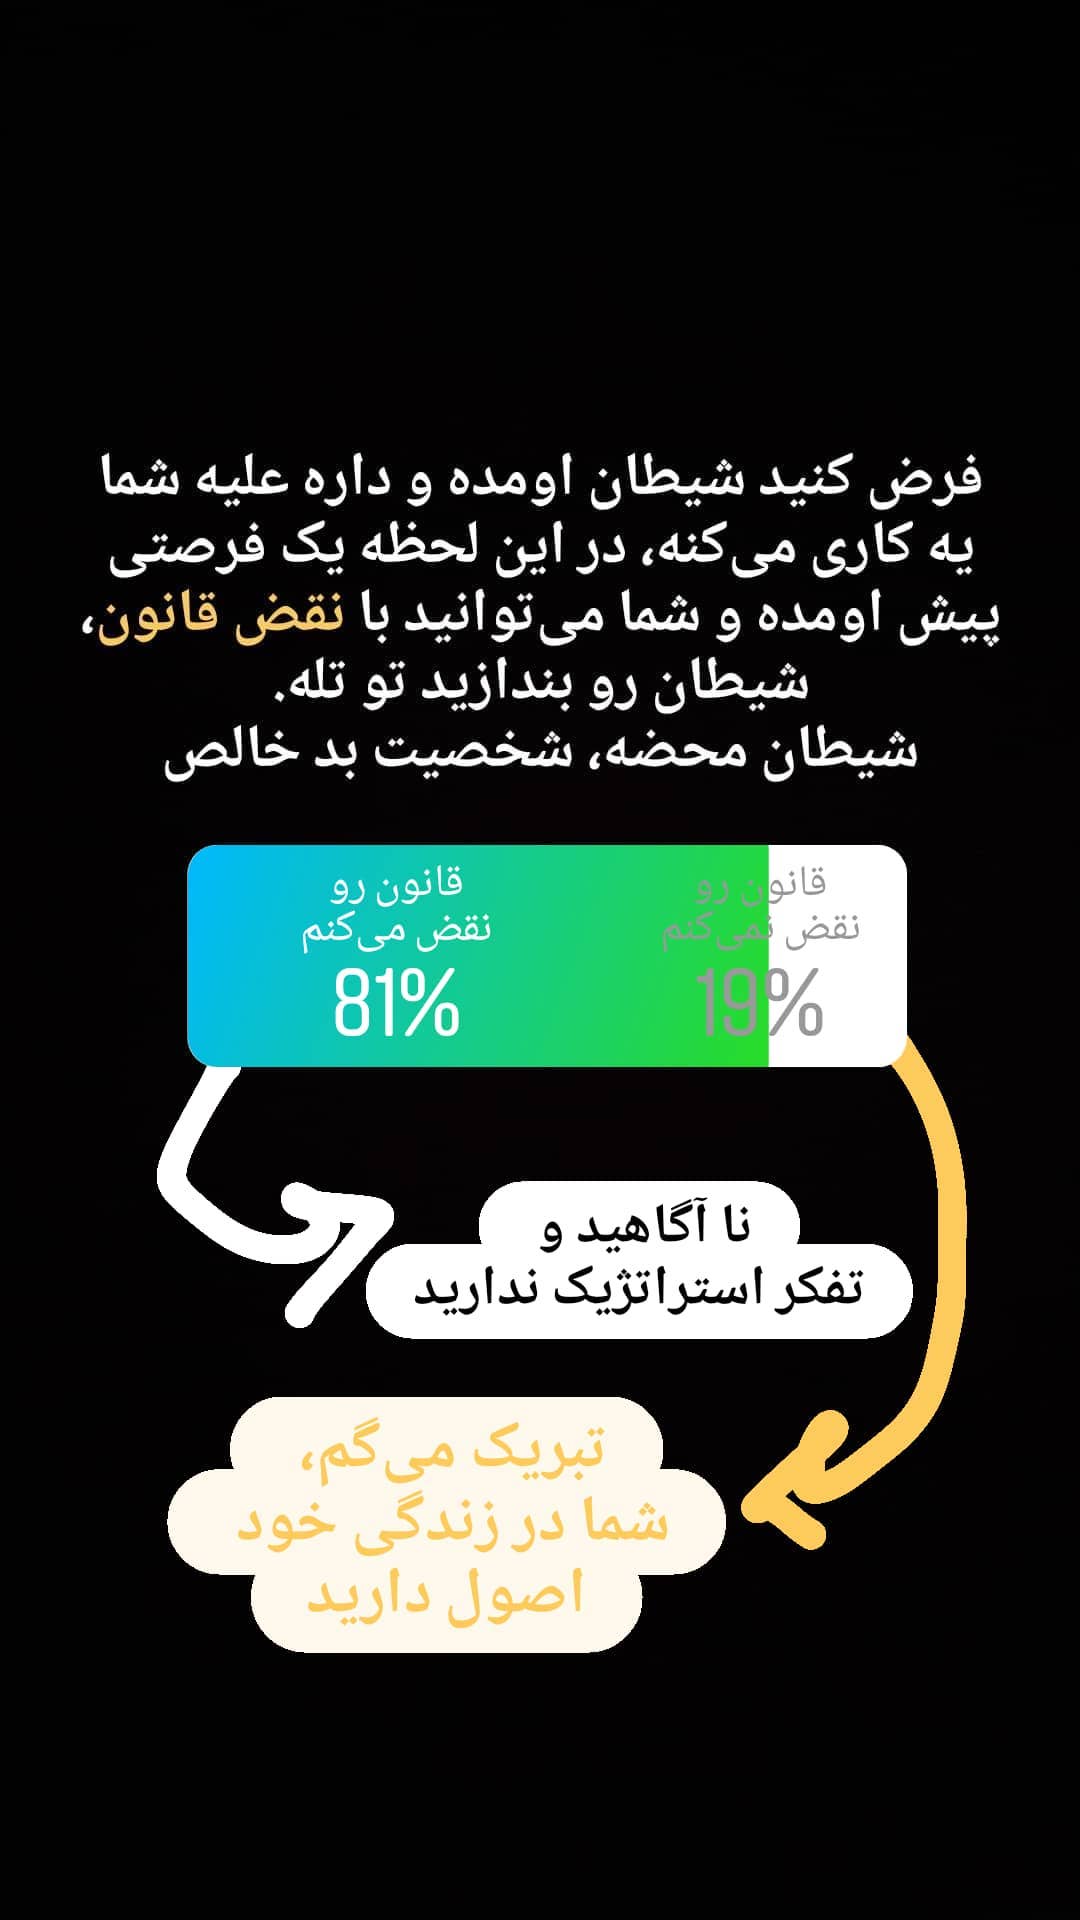 فرض کنید شیطان اومده و داره علیه شما
یه کاری می‌کنه، در این لحظه یک فرصتی
پیش اومده و شما می‌توانید با نقض قانون،
شیطان رو بندازید تو تله.
شیطان محضه، شخصیت بد خالص
قانون رو
نقض می‌کنم
81%
قانون رو
نقض نمی‌کنم
19%
نا آگاهید و
تفکر استراتژیک ندارید
تبریک می‌گم،
شما در زندگی خود
اصول دارید